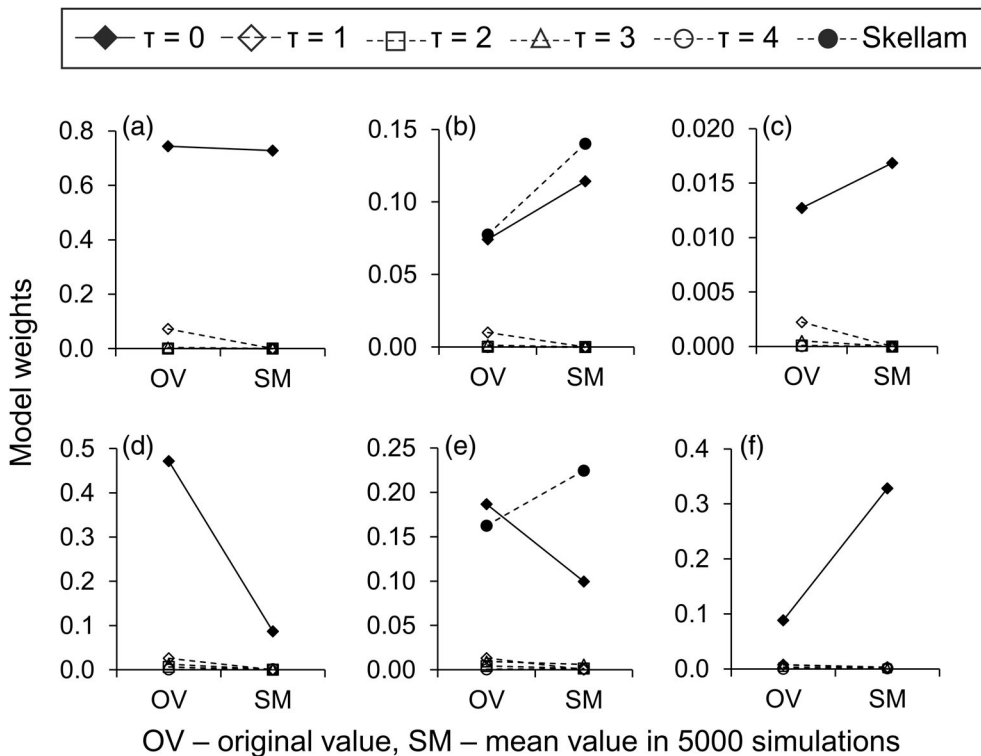 τ = 0 τ = 1 τ = 2 τ = 3 τ = 4 Skellam
Model weights
(a)
0.8
0.6
0.4
0.2
0.0
OV SM
(b)
0.15
0.10
0.05
0.00
OV SM
(c)
0.020
0.015
0.010
0.005
0.000
OV SM
(d)
0.5
0.4
0.3
0.2
0.1
0.0
OV SM
(e)
0.25
0.20
0.15
0.10
0.05
0.00
OV SM
(f)
0.4
0.3
0.2
0.1
0.0
OV SM
OV – original value, SM – mean value in 5000 simulations